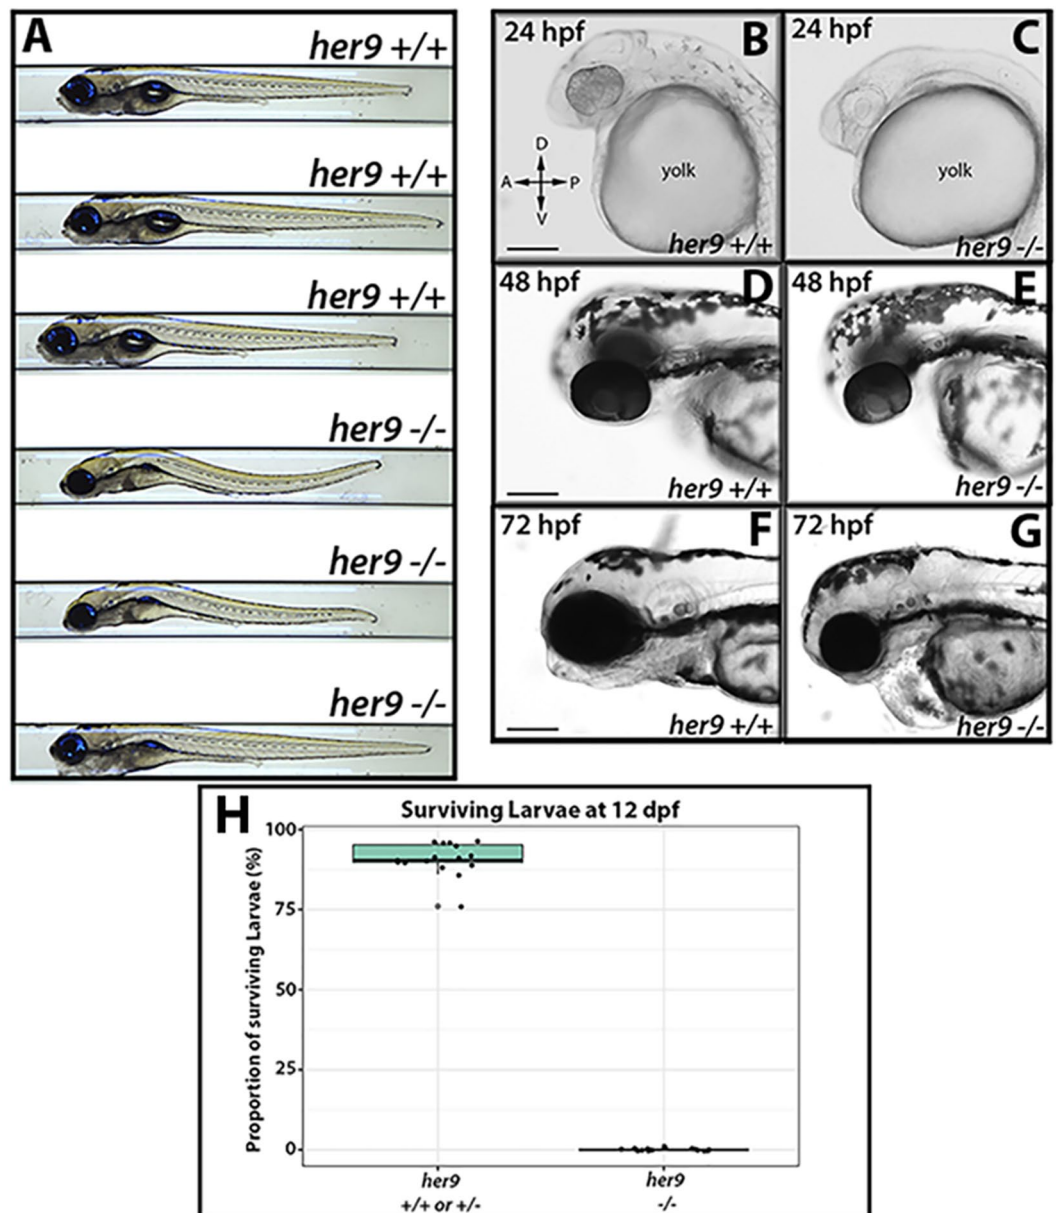 A
her9 +/+
her9 +/+
her9 +/+
her9 -/-
her9 -/-
her9 -/-
24 hpf
B
D
A P
V
yolk
her9 +/+
24 hpf
C
yolk
her9 -/-
48 hpf
D
her9 +/+
48 hpf
E
her9 -/-
72 hpf
F
her9 +/+
72 hpf
G
her9 -/-
H
Surviving Larvae at 12 dpf
Proportion of surviving Larvae (%)
100
75
50
25
0
her9
+/+ or +/-
her9
-/-